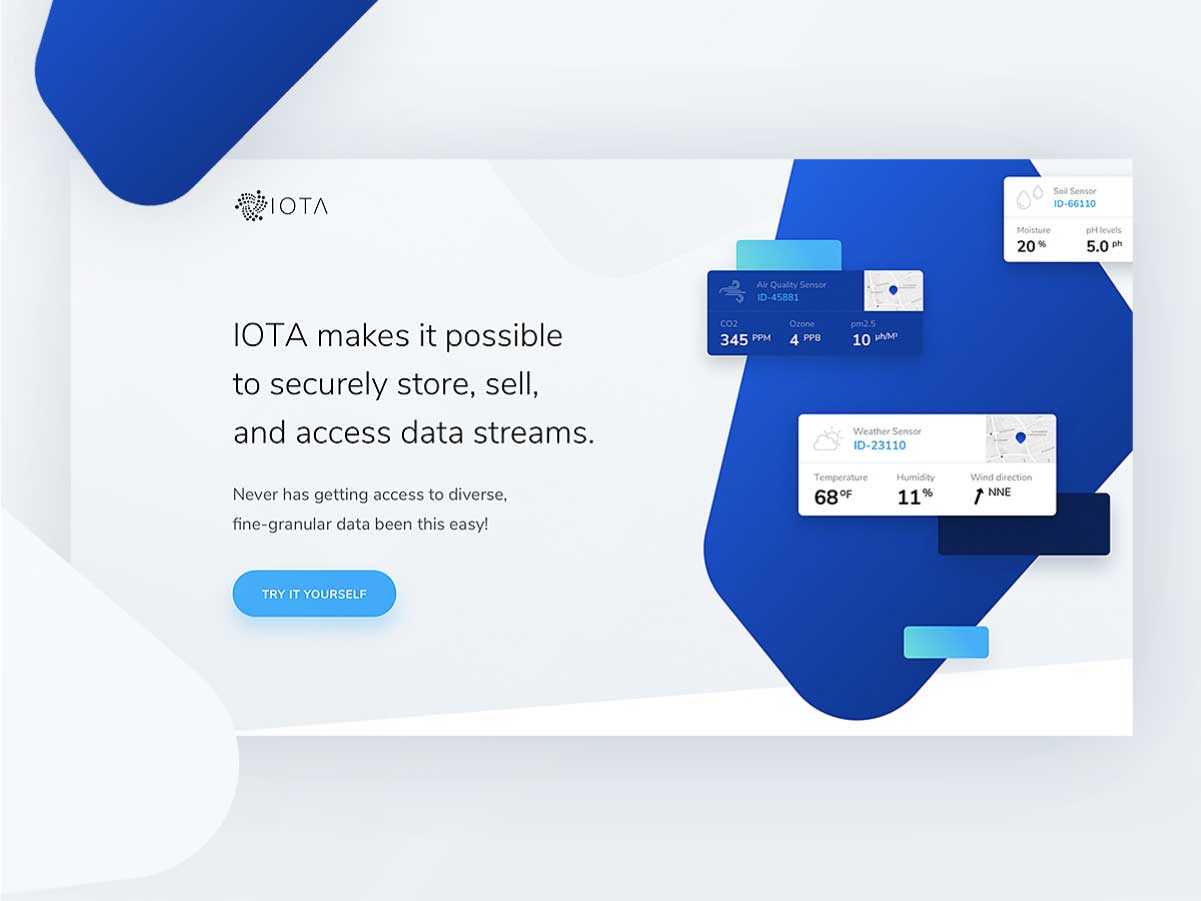 IOTA
IOTA makes it possible
to securely store, sell,
and access data streams.
Never has getting access to diverse,
fine-granular data been this easy!
TRY IT YOURSELF
Soil Sensor
ID-66110
Moisture pH levels
20 % 5.0 ph
Air Quality Sensor
ID-45881
CO2 Ozone pm2.5
345 PPM 4 PPB 10 µh/M³
Weather Sensor
ID-23110
Temperature Humidity Wind direction
68 ºF 11 % NNE